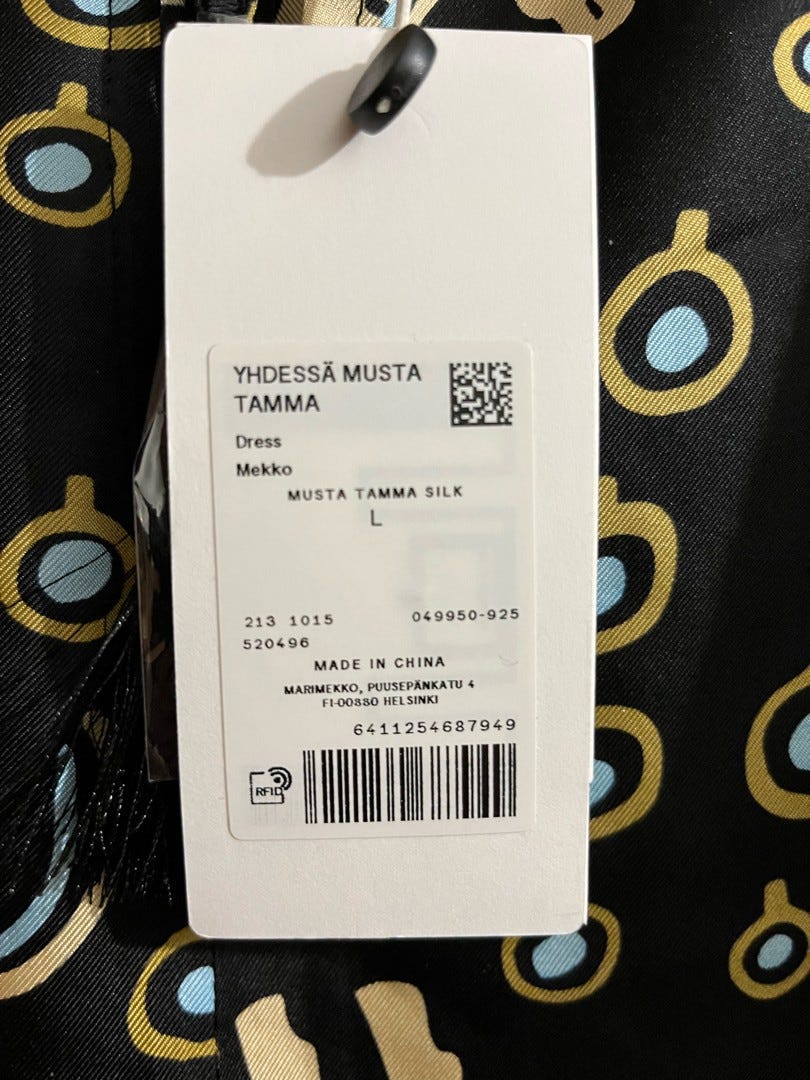 YHDESSÄ MUSTA
TAMMA
Dress
Mekko
MUSTA TAMMA SILK
L
213 1015 049950-925
520496
MADE IN CHINA
MARIMEKKO, PUUSEPÄNKATU 4
FI-00880 HELSINKI
6411254687949
RFID